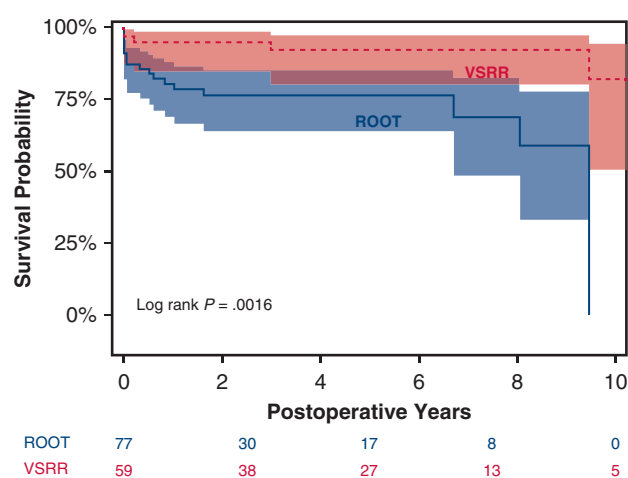 100%
75%
50%
25%
0%
Survival Probability
VSRR
ROOT
Log rank P = .0016
0 2 4 6 8 10
Postoperative Years
ROOT 77 30 17 8 0
VSRR 59 38 27 13 5